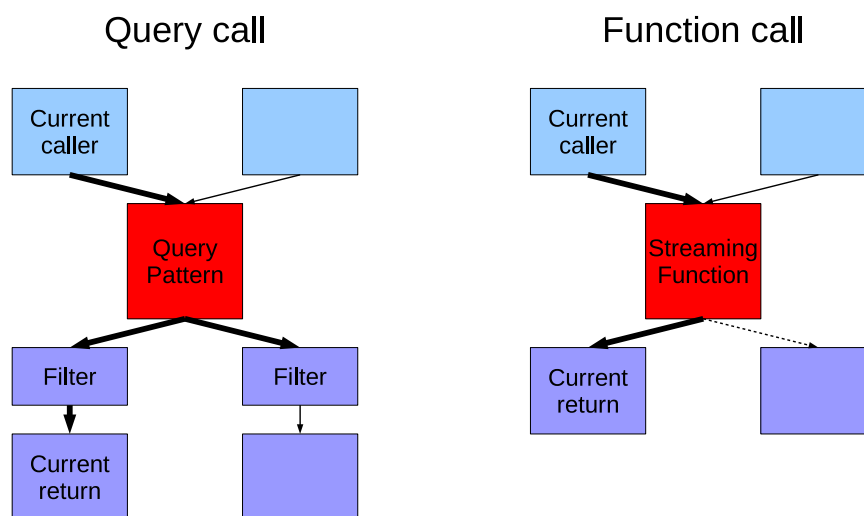 Query call
Function call
Current
caller
Current
caller
Query
Pattern
Streaming
Function
Filter
Filter
Current
return
Current
return